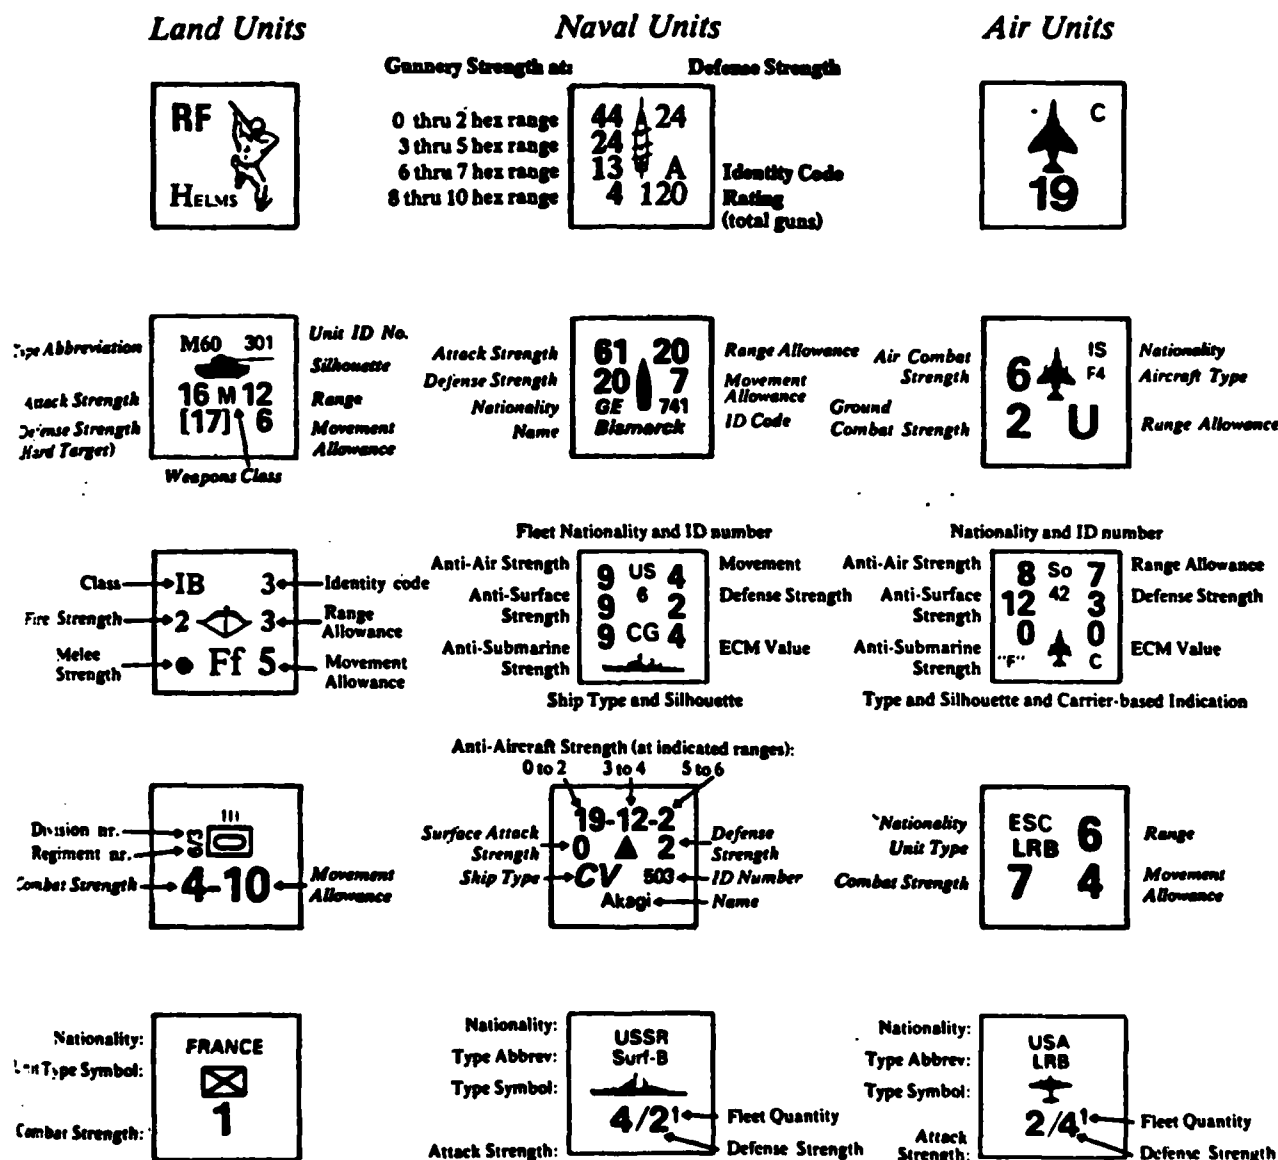 Land Units
Naval Units
Air Units
RF
HELMS
Gunnery Strength at:
Defense Strength
0 thru 2 hex range
3 thru 5 hex range
6 thru 7 hex range
8 thru 10 hex range
44 24
24
13 A
4 120
Identity Code
Rating
(total guns)
C
19
Type Abbreviation
Attack Strength
Defense Strength
(Hard Target)
M60 301
16 M 12
[17] 6
Unit ID No.
Silhouette
Range
Movement
Allowance
Weapons Class
Attack Strength
Defense Strength
Nationality
Name
61 20
20 7
GE 741
Bismarck
Range Allowance
Movement
Allowance
ID Code
Air Combat
Strength
Ground
Combat Strength
6 IS
F4
2 U
Nationality
Aircraft Type
Range Allowance
Class
Fire Strength
Melee
Strength
IB 3
2 3
Ff 5
Identity code
Range
Allowance
Movement
Allowance
Fleet Nationality and ID number
Anti-Air Strength
Anti-Surface
Strength
Anti-Submarine
Strength
9 US 4
9 6 2
9 CG 4
Movement
Defense Strength
ECM Value
Ship Type and Silhouette
Nationality and ID number
Anti-Air Strength
Anti-Surface
Strength
Anti-Submarine
Strength
8 So 7
12 42 3
0 0
"F" C
Range Allowance
Defense Strength
ECM Value
Type and Silhouette and Carrier-based Indication
Division nr.
Regiment nr.
Combat Strength
III
63
4-10
Movement
Allowance
Anti-Aircraft Strength (at indicated ranges):
0 to 2 3 to 4 5 to 6
Surface Attack
Strength
Ship Type
19-12-2
0 2
CV 503
Akagi
Defense
Strength
ID Number
Name
Nationality
Unit Type
Combat Strength
ESC 6
LRB
7 4
Range
Movement
Allowance
Nationality:
Type Symbol:
Combat Strength:
FRANCE
1
Nationality:
Type Abbrev:
Type Symbol:
Attack Strength:
USSR
Surf-B
4/2 1
Fleet Quantity
Defense Strength
Nationality:
Type Abbrev:
Type Symbol:
Attack
Strength:
USA
LRB
2/4 1
Fleet Quantity
Defense Strength